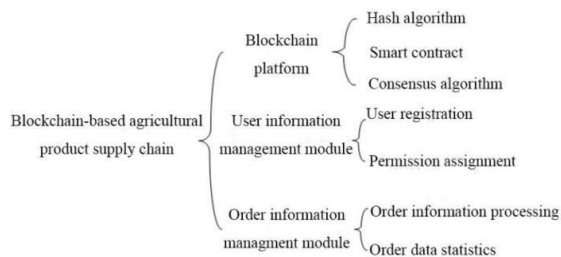 Blockchain-based agricultural
product supply chain
Blockchain
platform
Hash algorithm
Smart contract
Consensus algorithm
User information
management module
User registration
Permission assignment
Order information
managment module
Order information processing
Order data statistics